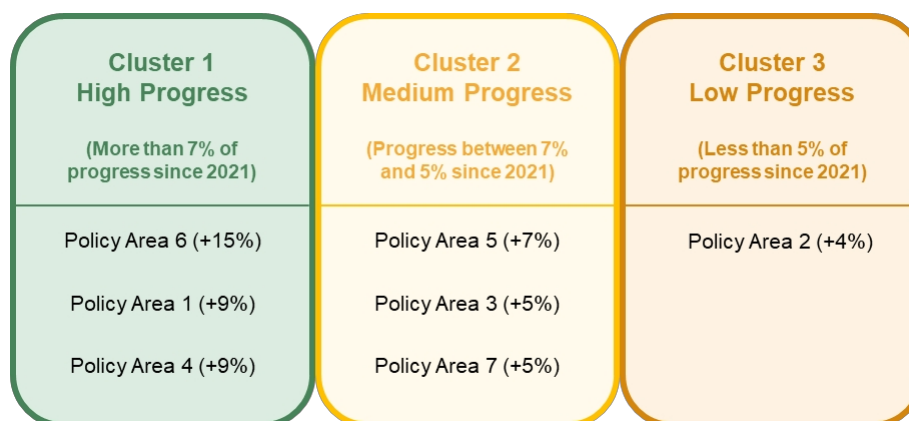 Cluster 1
High Progress
(More than 7% of
progress since 2021)
Policy Area 6 (+15%)
Policy Area 1 (+9%)
Policy Area 4 (+9%)
Cluster 2
Medium Progress
(Progress between 7%
and 5% since 2021)
Policy Area 5 (+7%)
Policy Area 3 (+5%)
Policy Area 7 (+5%)
Cluster 3
Low Progress
(Less than 5% of
progress since 2021)
Policy Area 2 (+4%)